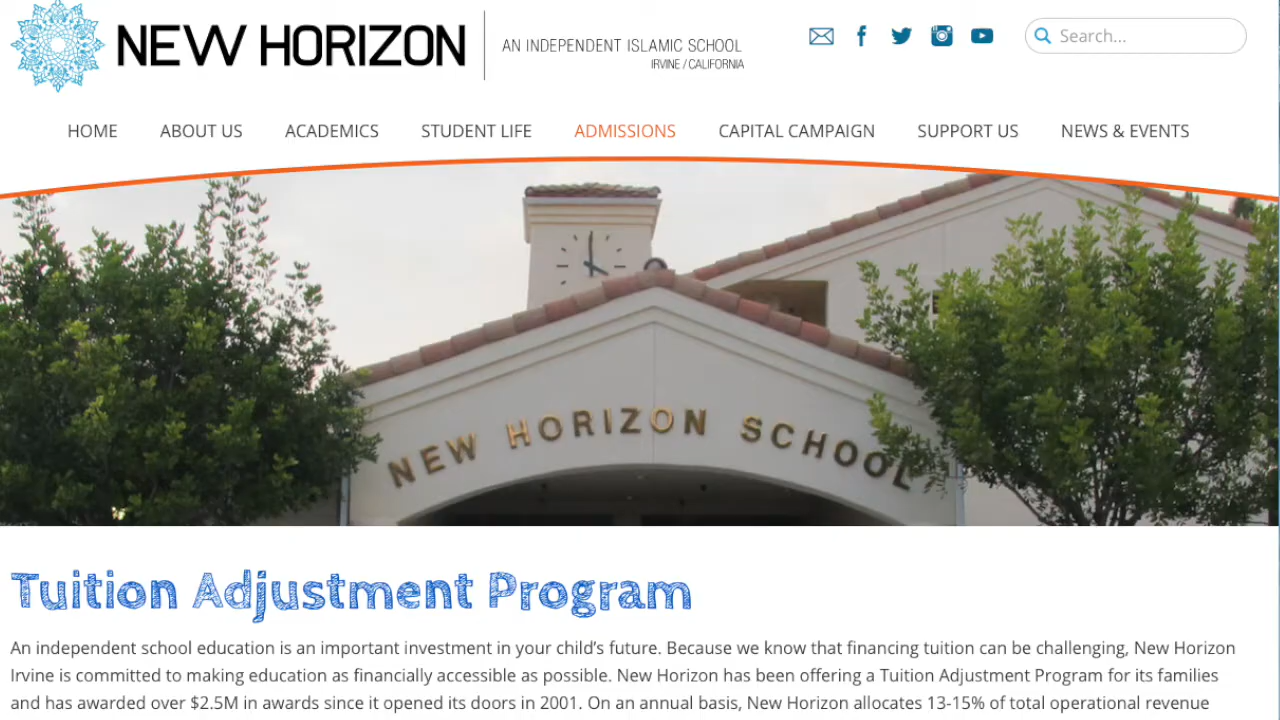 NEW HORIZON
AN INDEPENDENT ISLAMIC SCHOOL
IRVINE / CALIFORNIA
Search...
HOME ABOUT US ACADEMICS STUDENT LIFE ADMISSIONS CAPITAL CAMPAIGN SUPPORT US NEWS & EVENTS
NEW HORIZON SCHOOL
Tuition Adjustment Program
An independent school education is an important investment in your child’s future. Because we know that financing tuition can be challenging, New Horizon
Irvine is committed to making education as financially accessible as possible. New Horizon has been offering a Tuition Adjustment Program for its families
and has awarded over $2.5M in awards since it opened its doors in 2001. On an annual basis, New Horizon allocates 13-15% of total operational revenue